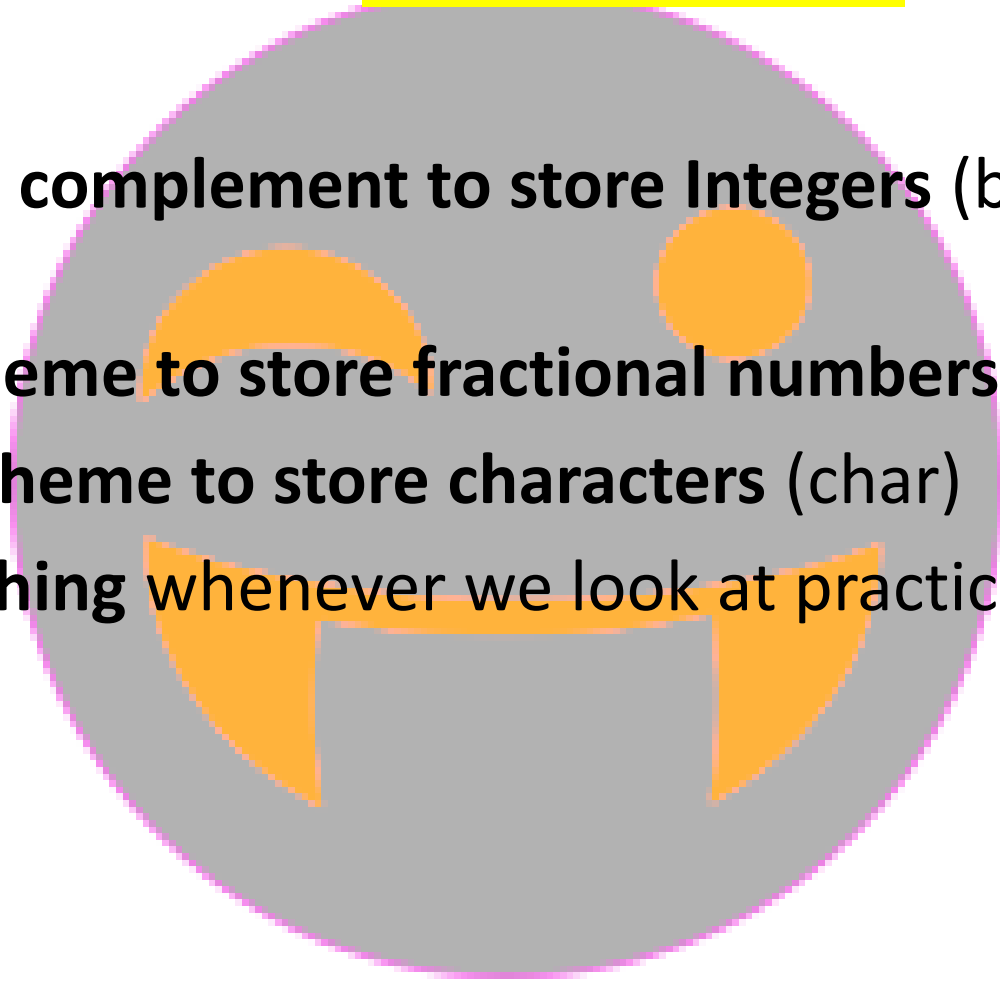 complement to store Integers (b
eme to store fractional numbers
heme to store characters (char)
hing whenever we look at practic